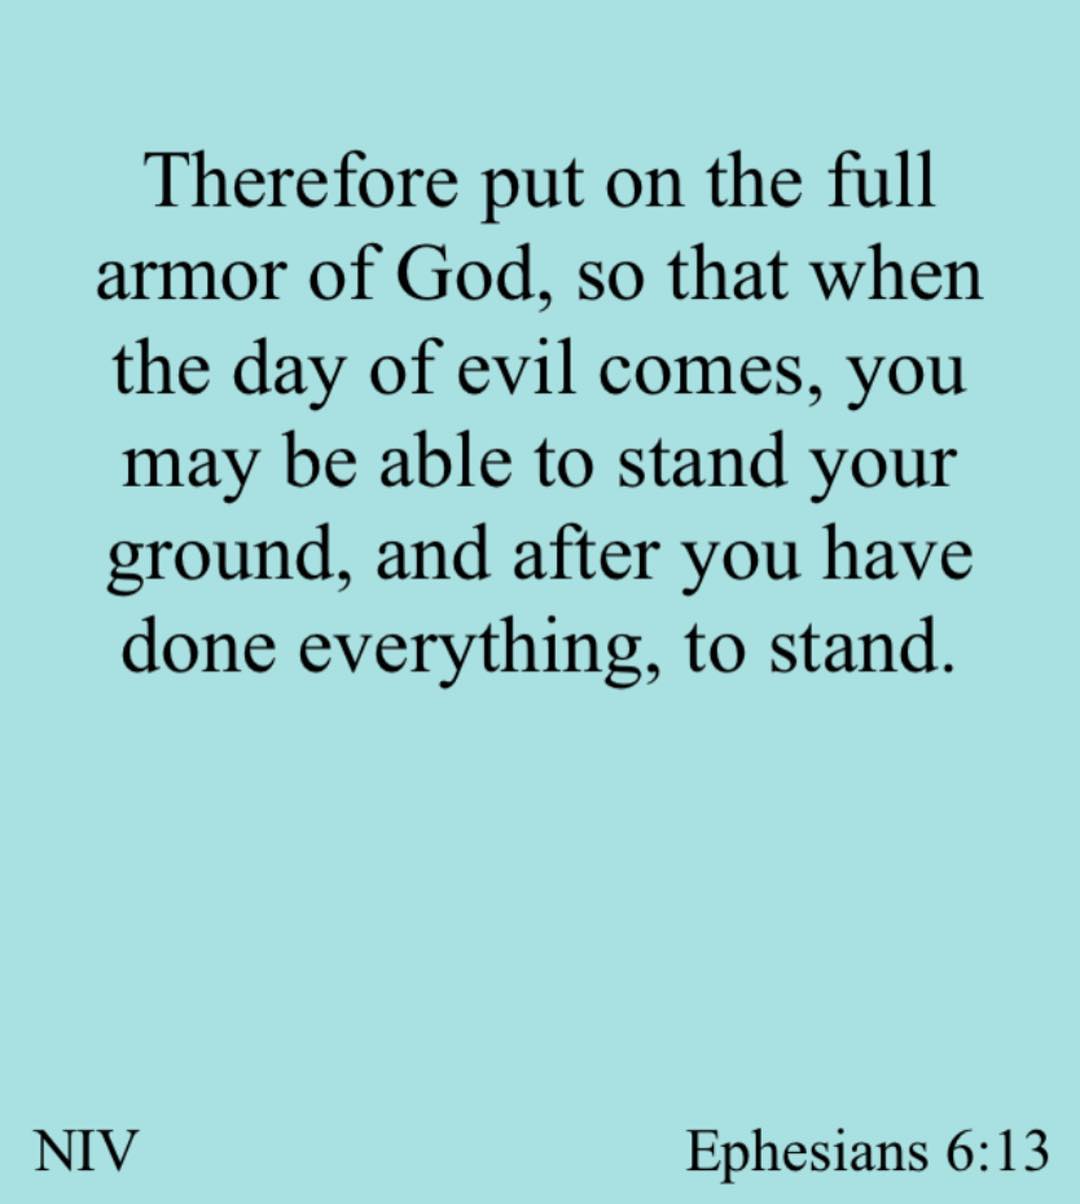 Therefore put on the full
armor of God, so that when
the day of evil comes, you
may be able to stand your
ground, and after you have
done everything, to stand.
NIV
Ephesians 6:13